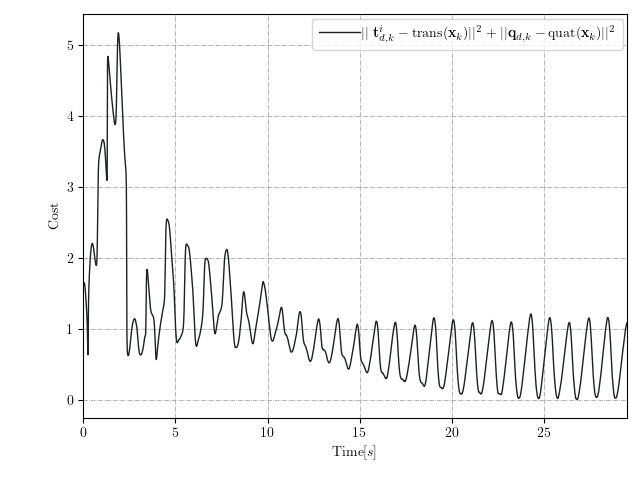 || t^i_{d,k} − trans(x_k)||² + ||q_{d,k} − quat(x_k)||²
5
4
3
2
1
0
Cost
0 5 10 15 20 25
Time[s]